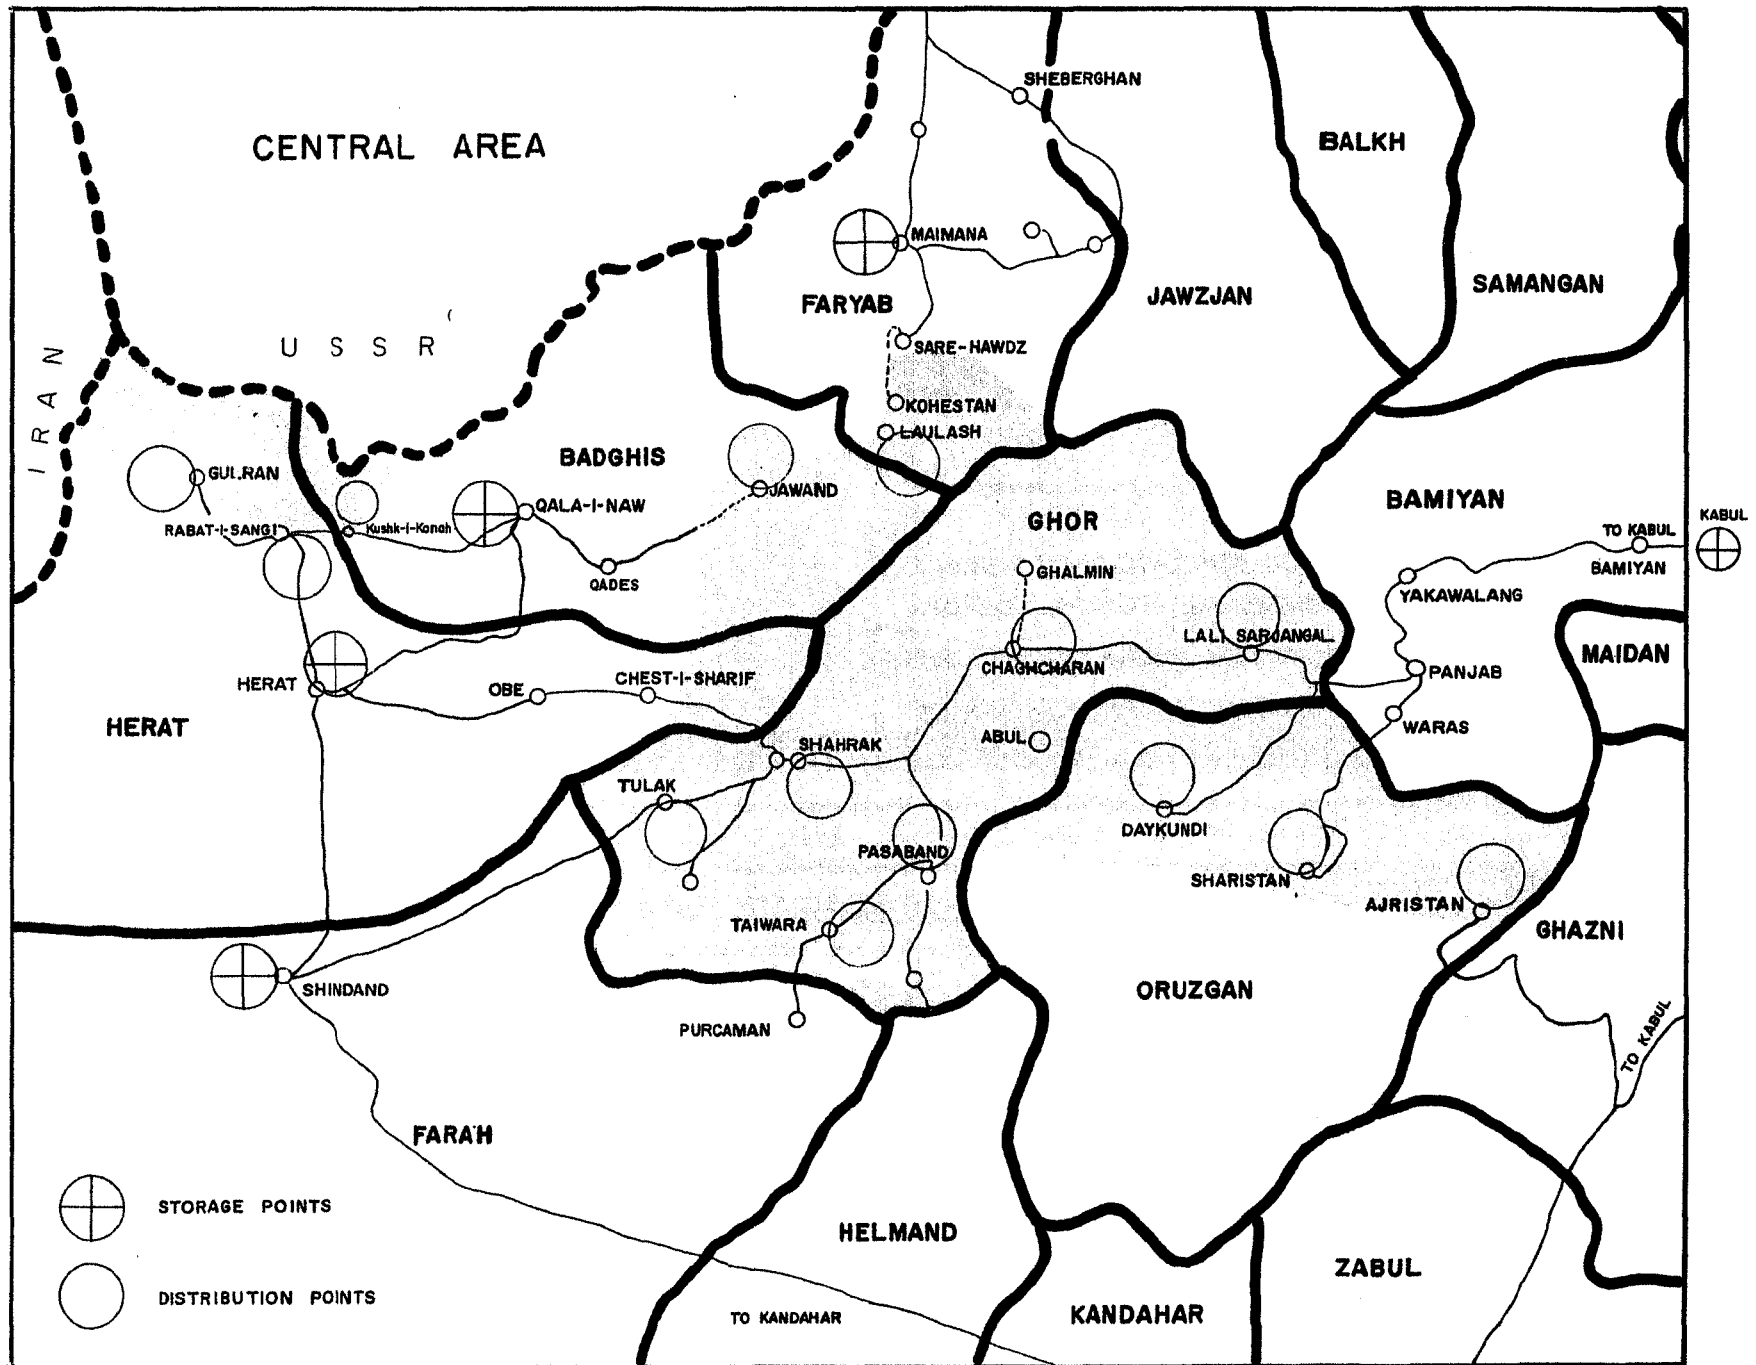 SHEBERGHAN
CENTRAL AREA
BALKH
MAIMANA
FARYAB
JAWZJAN
SAMANGAN
USSR
IRAN
SARE-HAWDZ
KOHESTAN
LAULASH
BADGHIS
GULRAN
JAWAND
QALA-I-NAW
RABAT-I-SANGI
Kushk-i-Konah
QADES
GHOR
BAMIYAN
KABUL
TO KABUL
BAMIYAN
GHALMIN
YAKAWALANG
LALI SARJANGAL
MAIDAN
CHAGHCHARAN
PANJAB
HERAT
OBE
CHEST-I-SHARIF
WARAS
HERAT
ABUL
SHAHRAK
TULAK
DAYKUNDI
PASABAND
SHARISTAN
AJRISTAN
TAIWARA
GHAZNI
SHINDAND
ORUZGAN
PURCAMAN
TO KABUL
FARAH
STORAGE POINTS
HELMAND
ZABUL
DISTRIBUTION POINTS
TO KANDAHAR
KANDAHAR